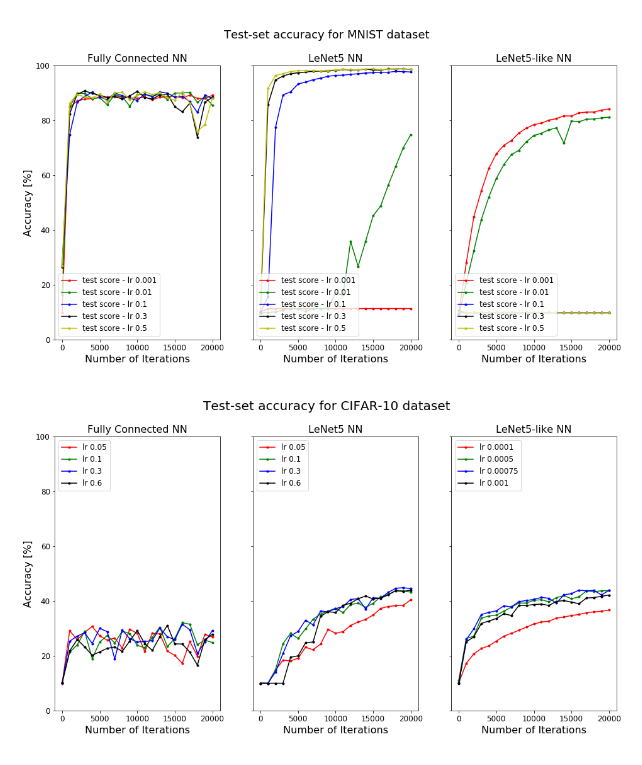 Test-set accuracy for MNIST dataset
Fully Connected NN
LeNet5 NN
LeNet5-like NN
Accuracy [%]
100
80
60
40
20
0
test score - lr 0.001
test score - lr 0.01
test score - lr 0.1
test score - lr 0.3
test score - lr 0.5
test score - lr 0.001
test score - lr 0.01
test score - lr 0.1
test score - lr 0.3
test score - lr 0.5
test score - lr 0.001
test score - lr 0.01
test score - lr 0.1
test score - lr 0.3
test score - lr 0.5
0 5000 10000 15000 20000
0 5000 10000 15000 20000
0 5000 10000 15000 20000
Number of Iterations
Number of Iterations
Number of Iterations
Test-set accuracy for CIFAR-10 dataset
Fully Connected NN
LeNet5 NN
LeNet5-like NN
Accuracy [%]
100
80
60
40
20
0
lr 0.05
lr 0.1
lr 0.3
lr 0.6
lr 0.05
lr 0.1
lr 0.3
lr 0.6
lr 0.0001
lr 0.0005
lr 0.00075
lr 0.001
0 5000 10000 15000 20000
0 5000 10000 15000 20000
0 5000 10000 15000 20000
Number of Iterations
Number of Iterations
Number of Iterations